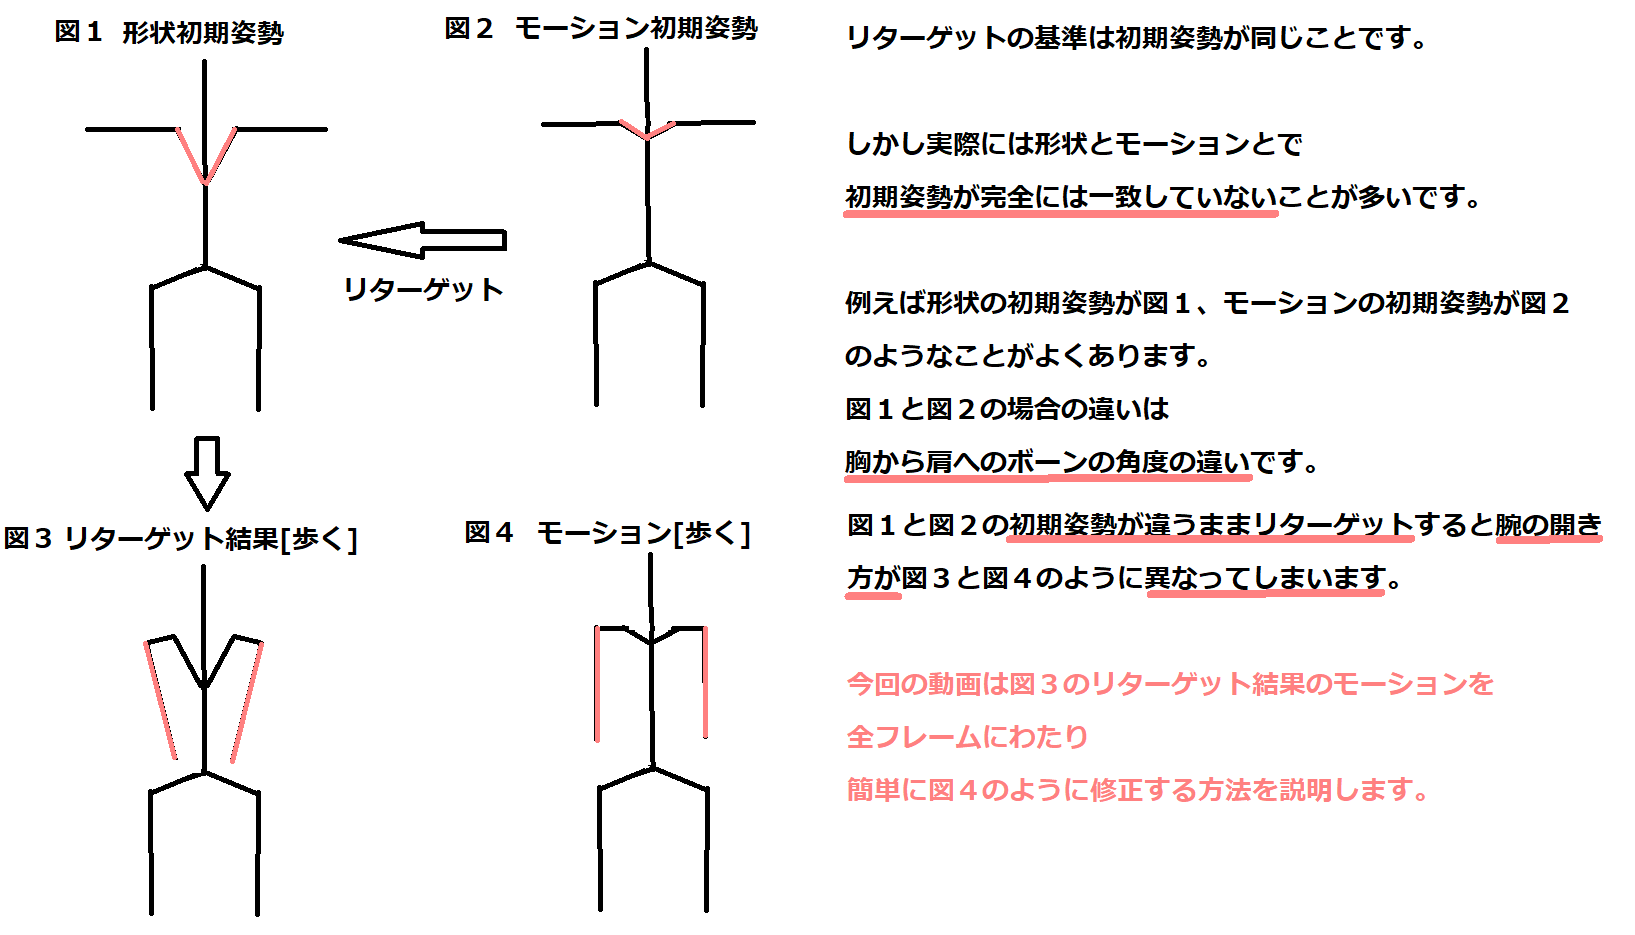 図１ 形状初期姿勢
図２ モーション初期姿勢
リターゲット
図３ リターゲット結果[歩く]
図４ モーション[歩く]
リターゲットの基準は初期姿勢が同じことです。
しかし実際には形状とモーションとで
初期姿勢が完全には一致していないことが多いです。
例えば形状の初期姿勢が図１、モーションの初期姿勢が図２
のようなことがよくあります。
図１と図２の場合の違いは
胸から肩へのボーンの角度の違いです。
図１と図２の初期姿勢が違うままリターゲットすると腕の開き
方が図３と図４のように異なってしまいます。
今回の動画は図３のリターゲット結果のモーションを
全フレームにわたり
簡単に図４のように修正する方法を説明します。